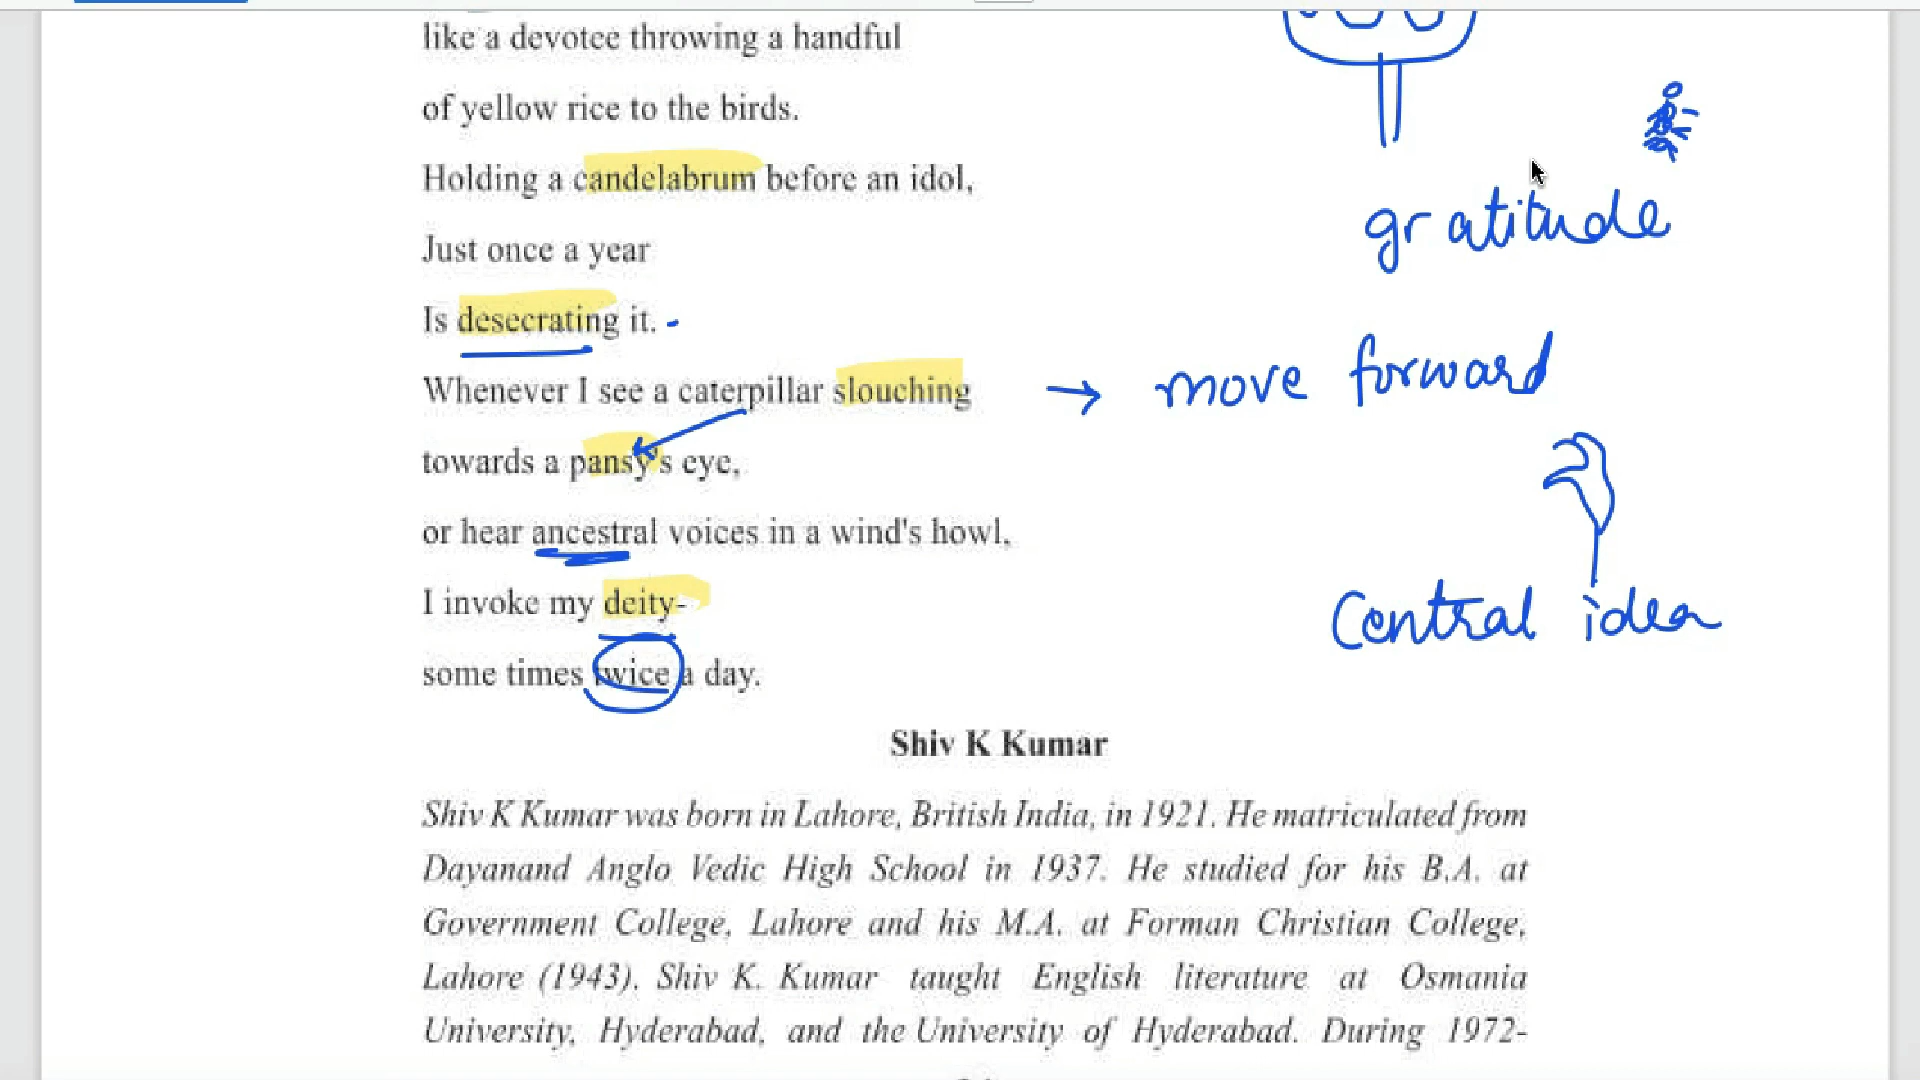 like a devotee throwing a handful
of yellow rice to the birds.
Holding a candelabrum before an idol,
gratitude
Just once a year
Is desecrating it. -
Whenever I see a caterpillar slouching → move forward
towards a pansy's eye,
or hear ancestral voices in a wind's howl,
I invoke my deity-
Central idea
some times twice a day.
Shiv K Kumar
Shiv K Kumar was born in Lahore, British India, in 1921. He matriculated from
Dayanand Anglo Vedic High School in 1937. He studied for his B.A. at
Government College, Lahore and his M.A. at Forman Christian College,
Lahore (1943). Shiv K. Kumar taught English literature at Osmania
University, Hyderabad, and the University of Hyderabad. During 1972-